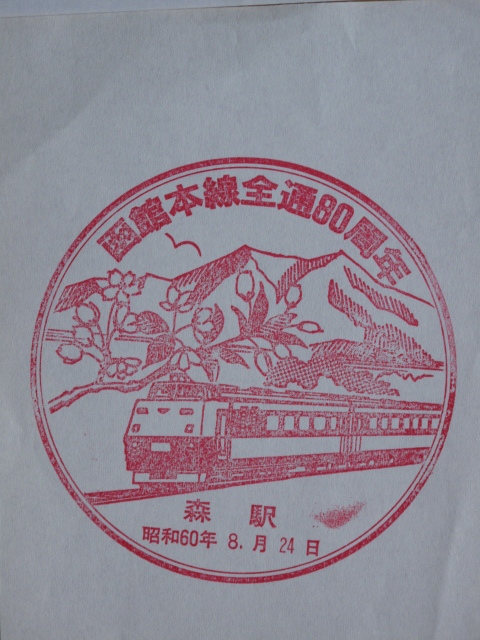 函館本線全通80周年
森駅
昭和60年 8.月 24日